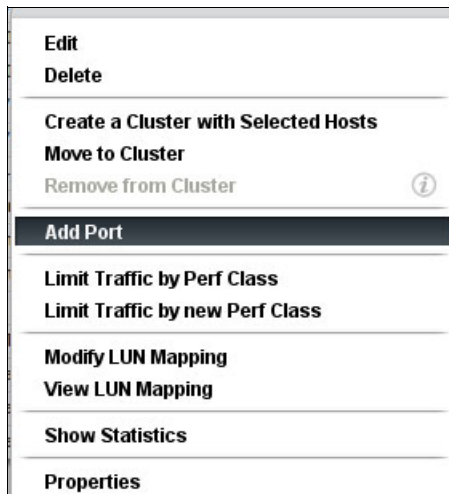 Edit
Delete
Create a Cluster with Selected Hosts
Move to Cluster
Remove from Cluster
Add Port
Limit Traffic by Perf Class
Limit Traffic by new Perf Class
Modify LUN Mapping
View LUN Mapping
Show Statistics
Properties